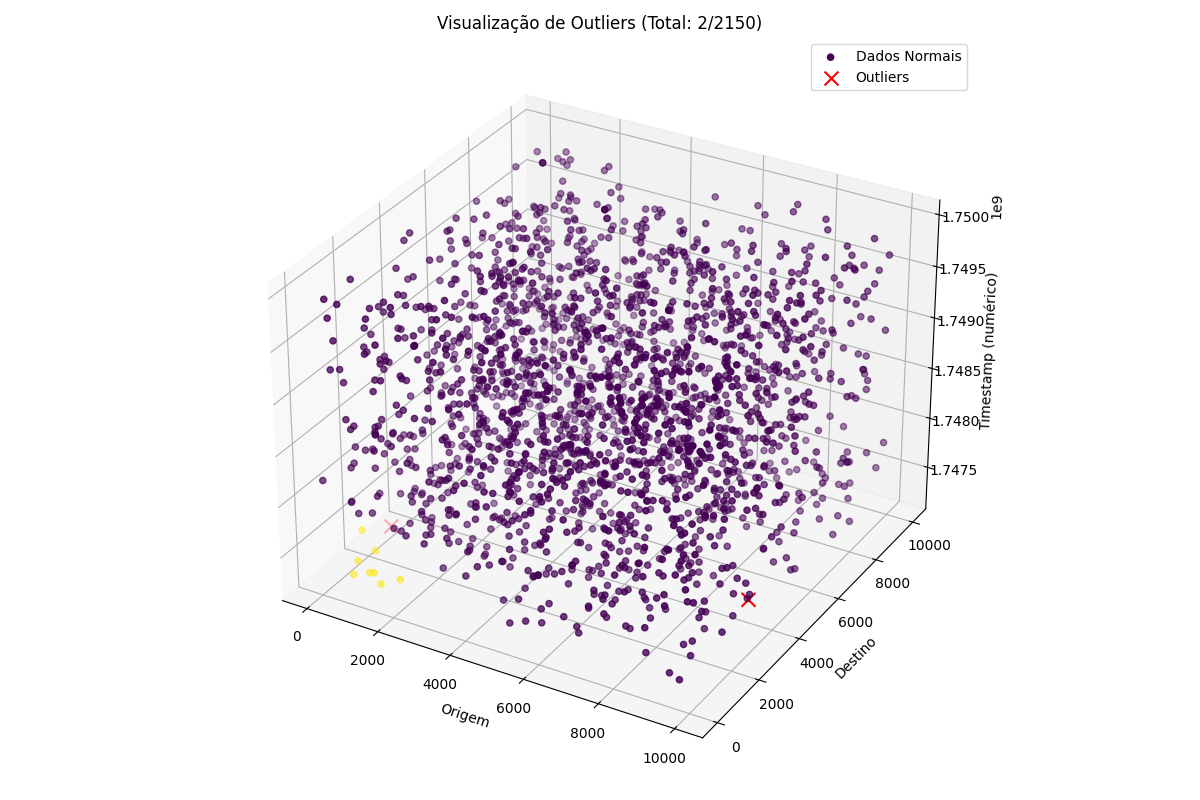 Visualização de Outliers (Total: 2/2150)
Dados Normais
Outliers
1e9
1.7500
1.7495
1.7490
1.7485
1.7480
1.7475
Timestamp (numérico)
10000
8000
6000
4000
2000
0
Destino
0
2000
4000
6000
8000
10000
Origem